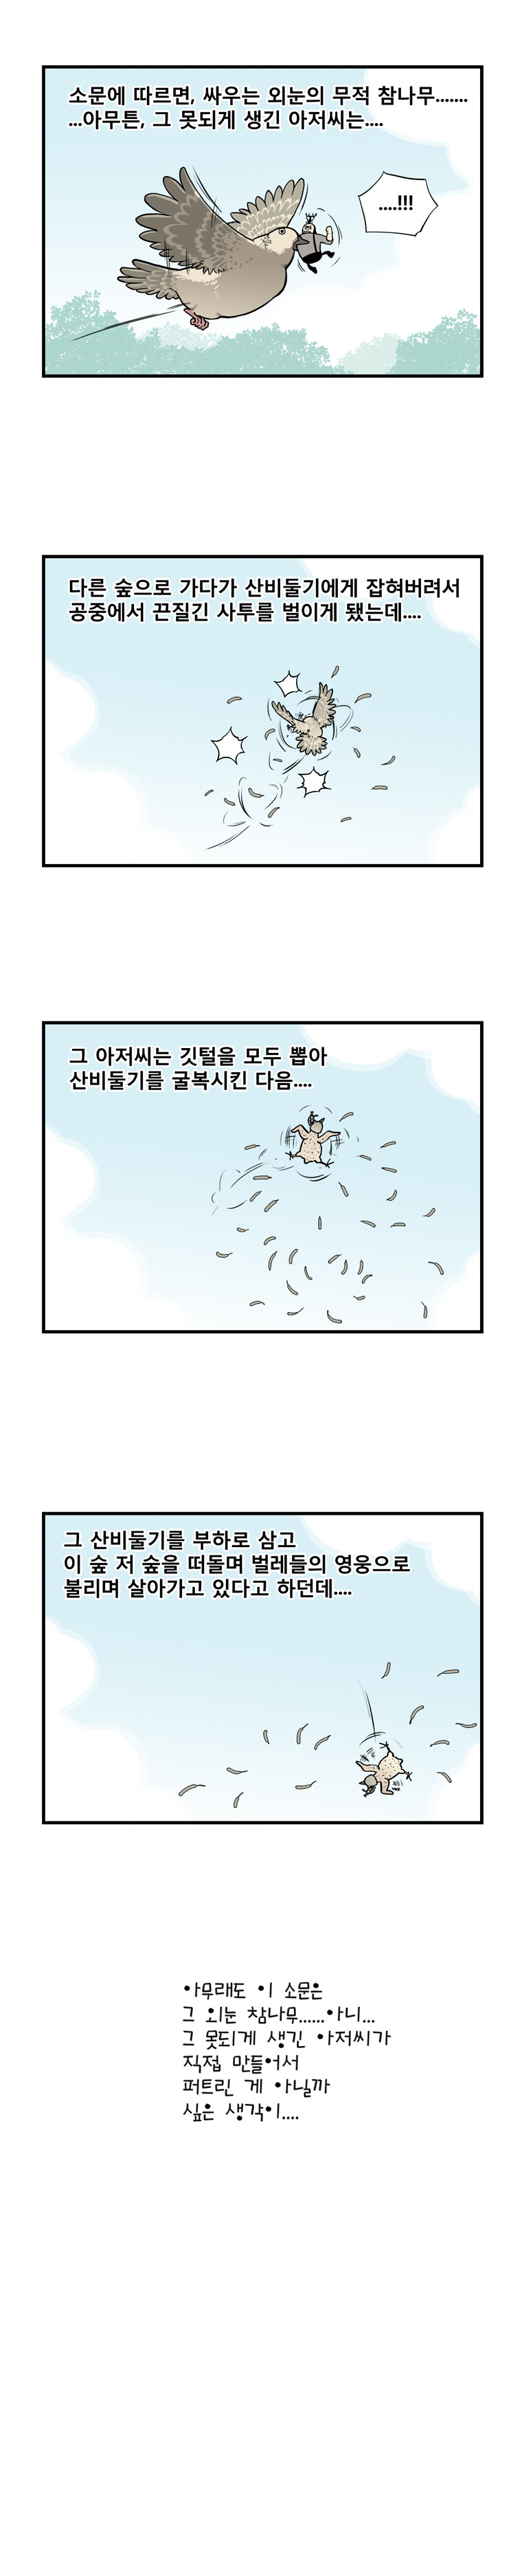 소문에 따르면, 싸우는 외눈의 무적 참나무.......
...아무튼, 그 못되게 생긴 아저씨는....
....!!!
다른 숲으로 가다가 산비둘기에게 잡혀버려서
공중에서 끈질긴 사투를 벌이게 됐는데....
그 아저씨는 깃털을 모두 뽑아
산비둘기를 굴복시킨 다음....
그 산비둘기를 부하로 삼고
이 숲 저 숲을 떠돌며 벌레들의 영웅으로
불리며 살아가고 있다고 하던데....
아무래도 이 소문은
그 외눈 참나무......아니...
그 못되게 생긴 아저씨가
직접 만들어서
퍼트린 게 아닐까
싶은 생각이....